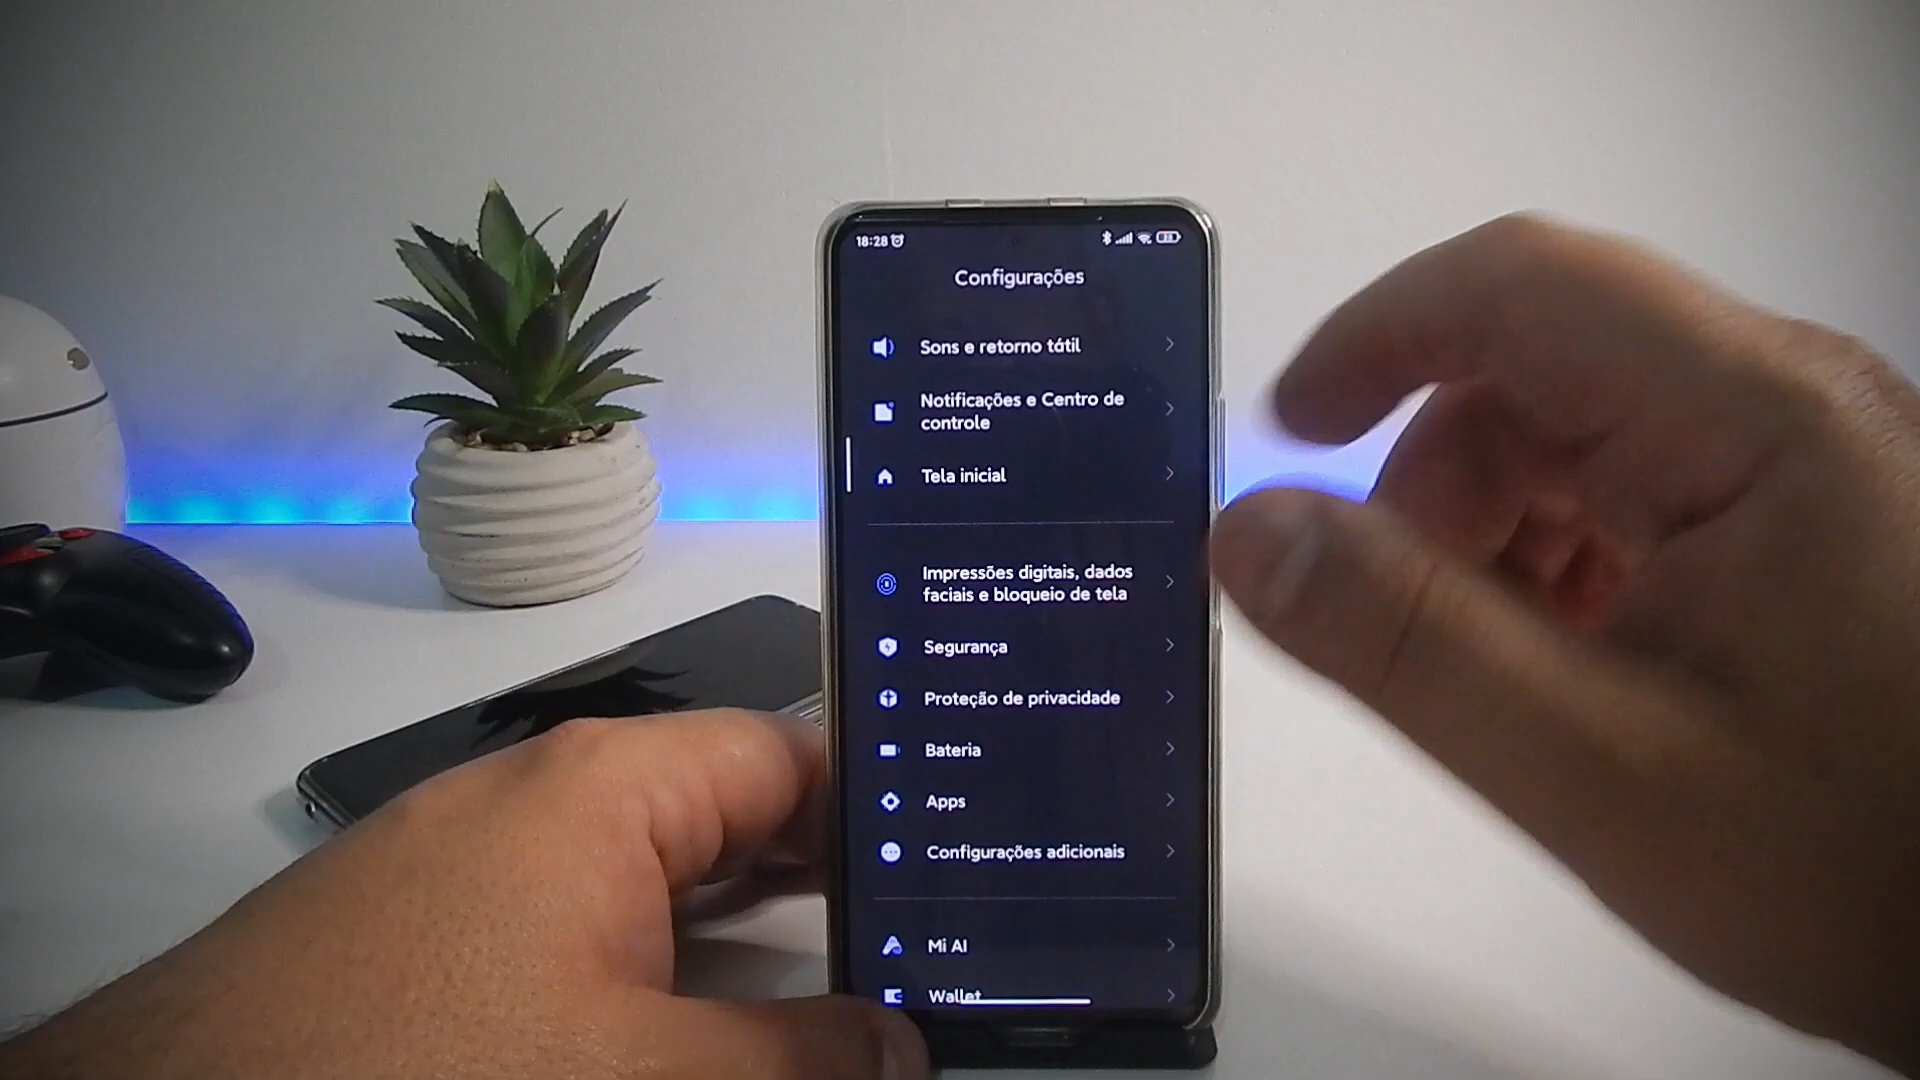 18:28
Configurações
Sons e retorno tátil
Notificações e Centro de
controle
Tela inicial
Impressões digitais, dados
faciais e bloqueio de tela
Segurança
Proteção de privacidade
Bateria
Apps
Configurações adicionais
Mi AI
Wallet